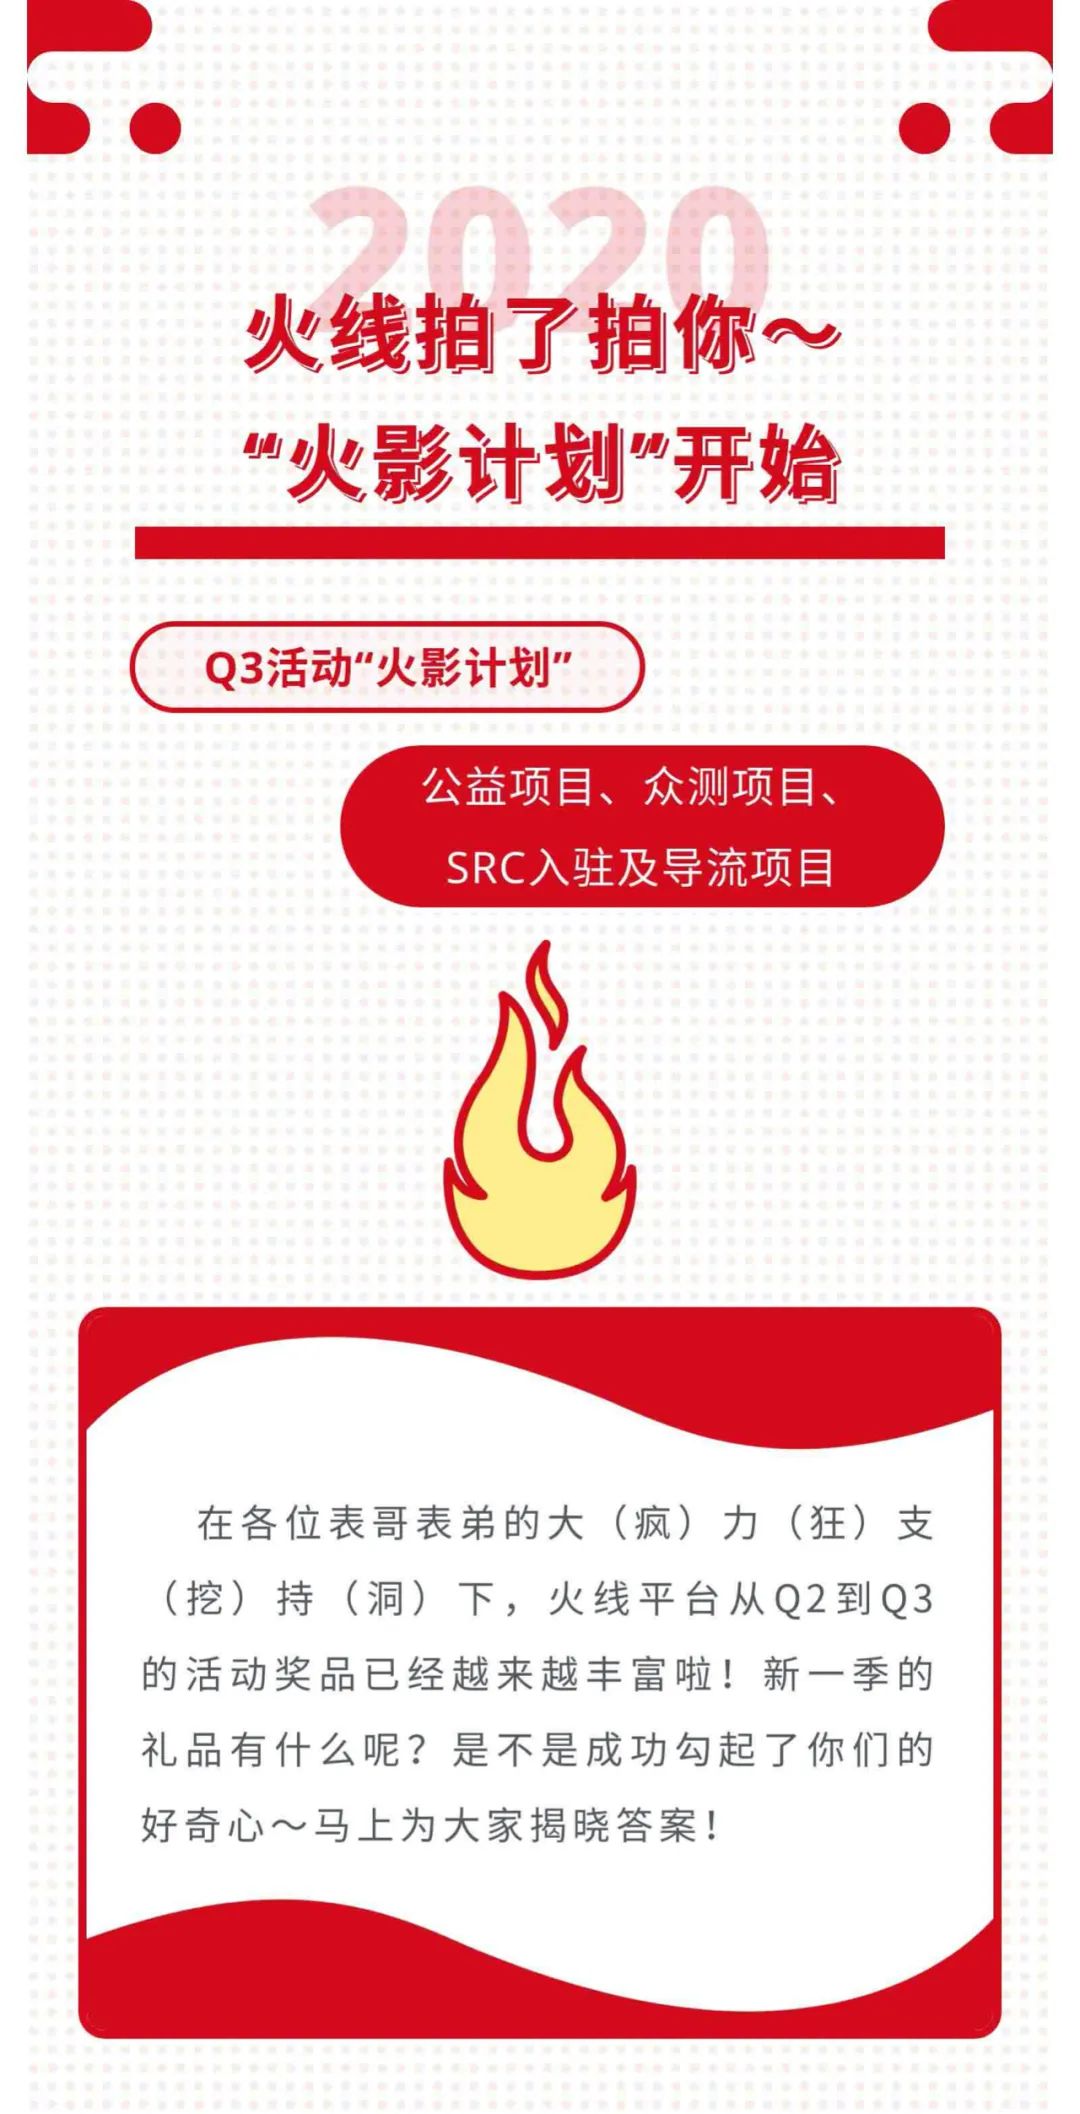 2020
火线拍了拍你～
“火影计划”开始
Q3活动“火影计划”
公益项目、众测项目、
SRC入驻及导流项目
在各位表哥表弟的大（疯）力（狂）支
（挖）持（洞）下，火线平台从Q2到Q3
的活动奖品已经越来越丰富啦！新一季的
礼品有什么呢？是不是成功勾起了你们的
好奇心～马上为大家揭晓答案！